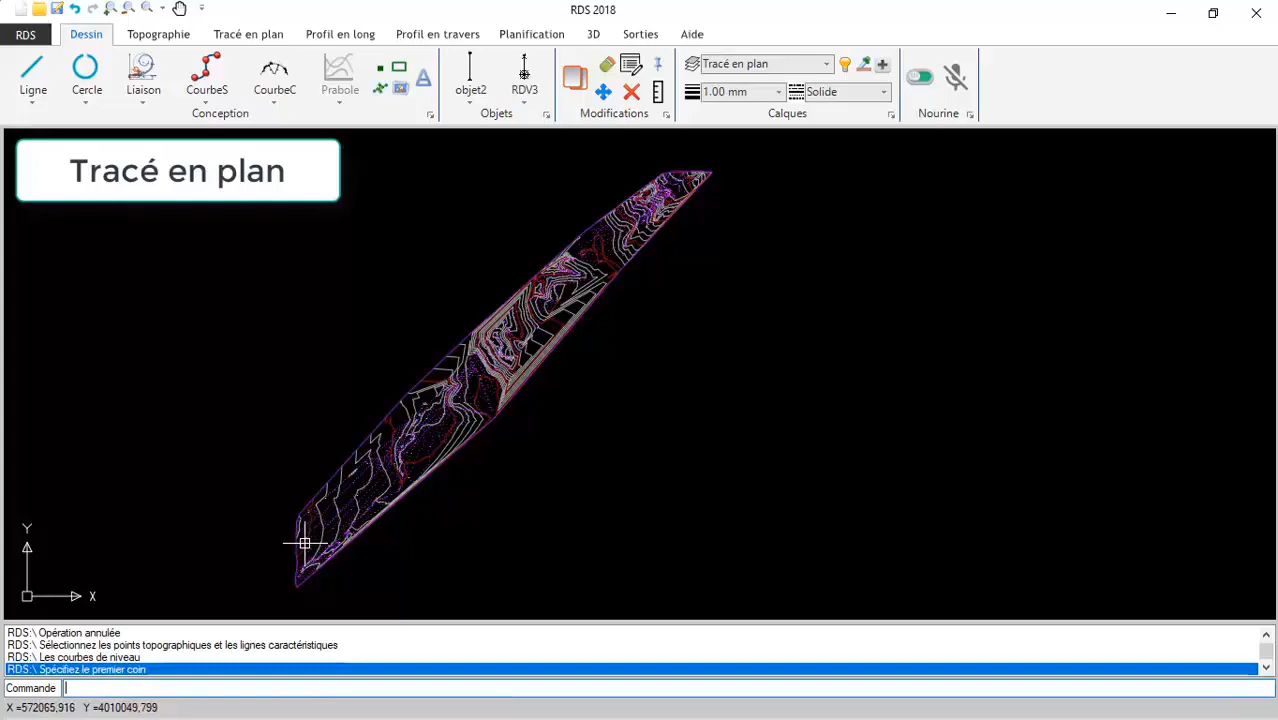 RDS 2018
RDS Dessin Topographie Tracé en plan Profil en long Profil en travers Planification 3D Sorties Aide
Ligne Cercle Liaison CourbeS CourbeC Prabole A objet2 RDV3
Tracé en plan
1.00 mm Solide
Conception Objets Modifications Calques Nourine
Tracé en plan
Y
X
RDS:\ Opération annulée
RDS:\ Sélectionnez les points topographiques et les lignes caractéristiques
RDS:\ Les courbes de niveau
RDS:\ Spécifiez le premier coin
Commande
X =572065,916 Y =4010049,799